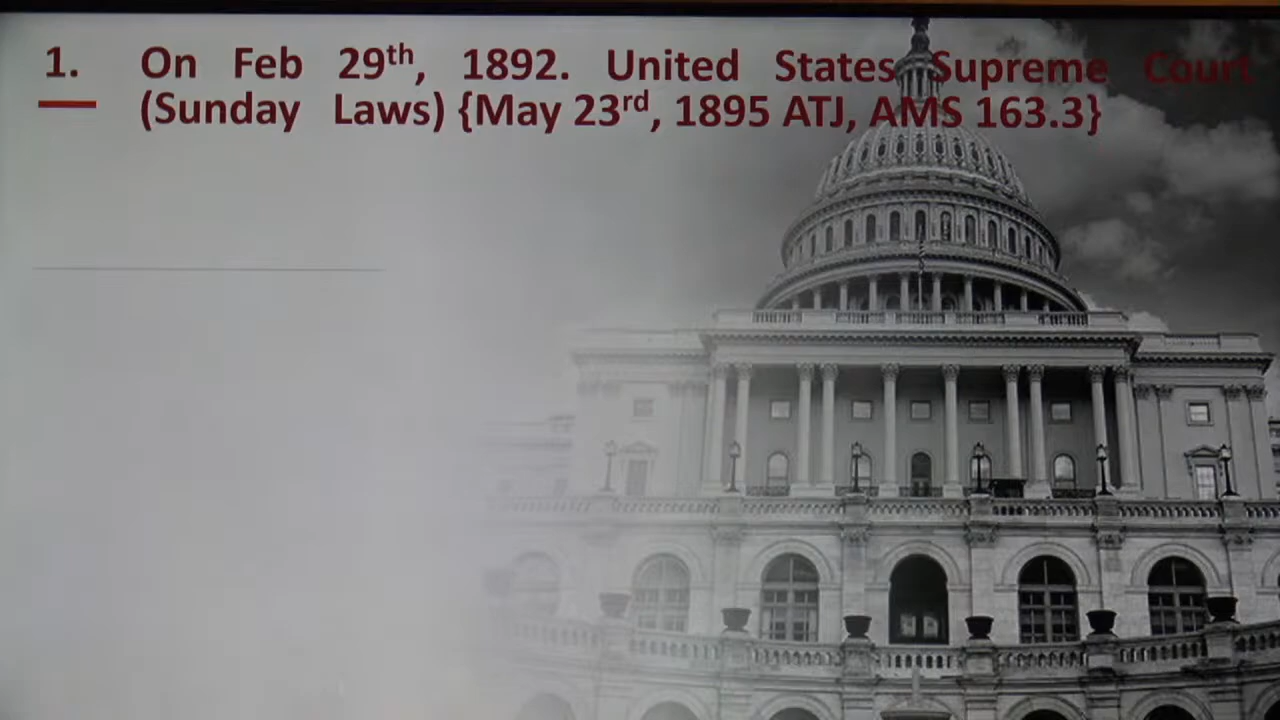 1. On Feb 29th, 1892. United States Supreme Court
(Sunday Laws) {May 23rd, 1895 ATJ, AMS 163.3}